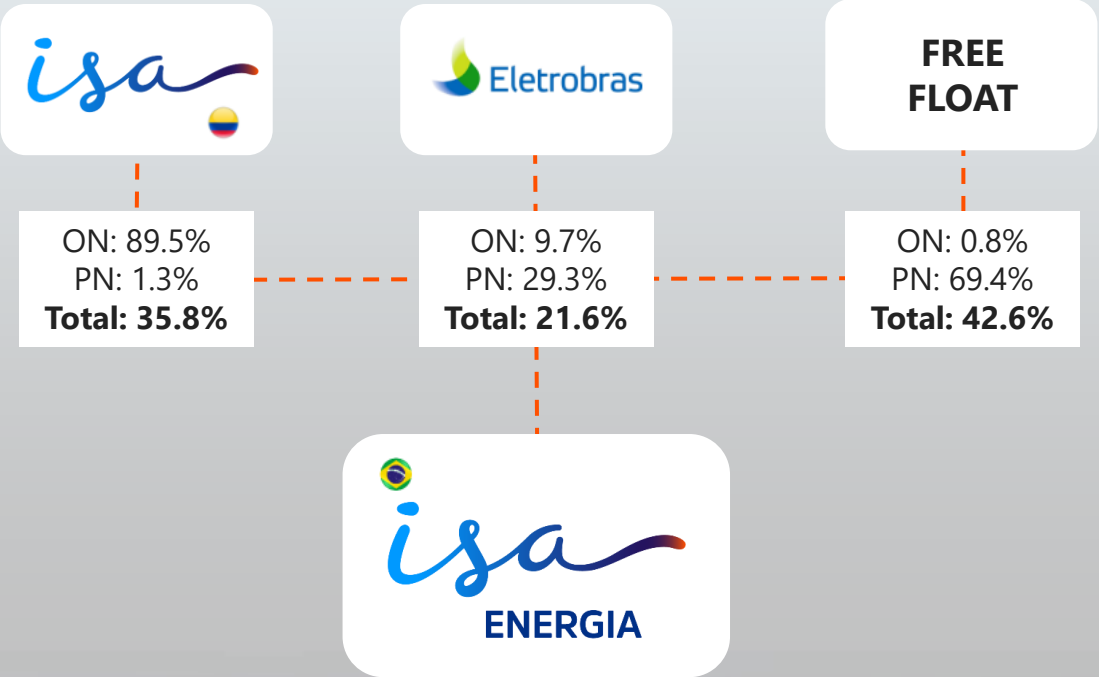 isa
Eletrobras
FREE
FLOAT
ON: 89.5%
PN: 1.3%
Total: 35.8%
ON: 9.7%
PN: 29.3%
Total: 21.6%
ON: 0.8%
PN: 69.4%
Total: 42.6%
isa
ENERGIA